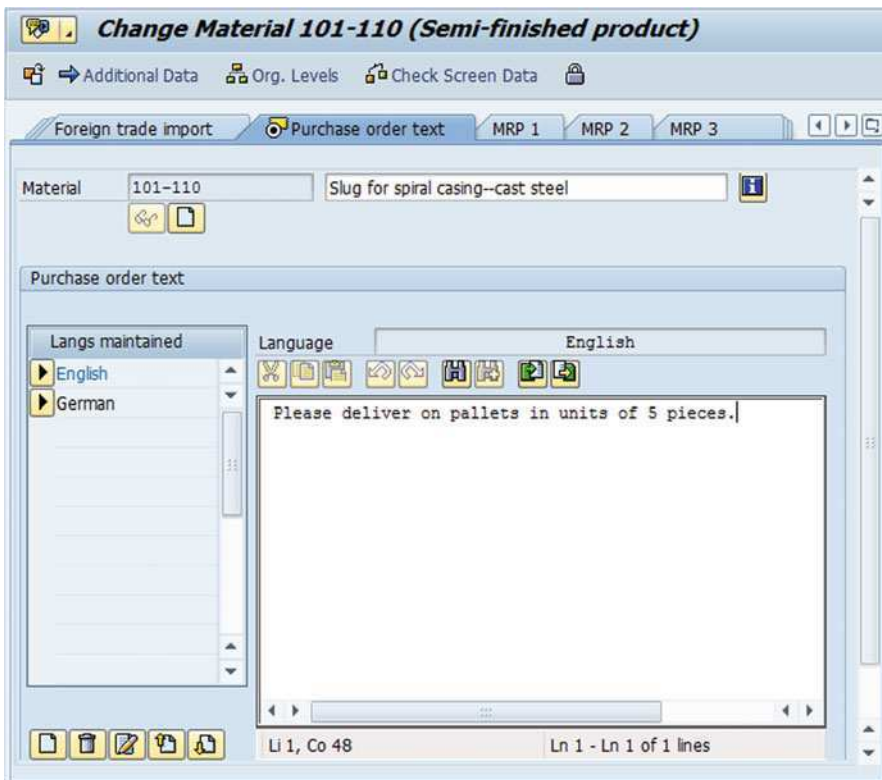 Change Material 101-110 (Semi-finished product)
Additional Data Org. Levels Check Screen Data
Foreign trade import Purchase order text MRP 1 MRP 2 MRP 3
Material 101-110 Slug for spiral casing--cast steel
Purchase order text
Langs maintained
Language English
English
German
Please deliver on pallets in units of 5 pieces.
Li 1, Co 48 Ln 1 - Ln 1 of 1 lines